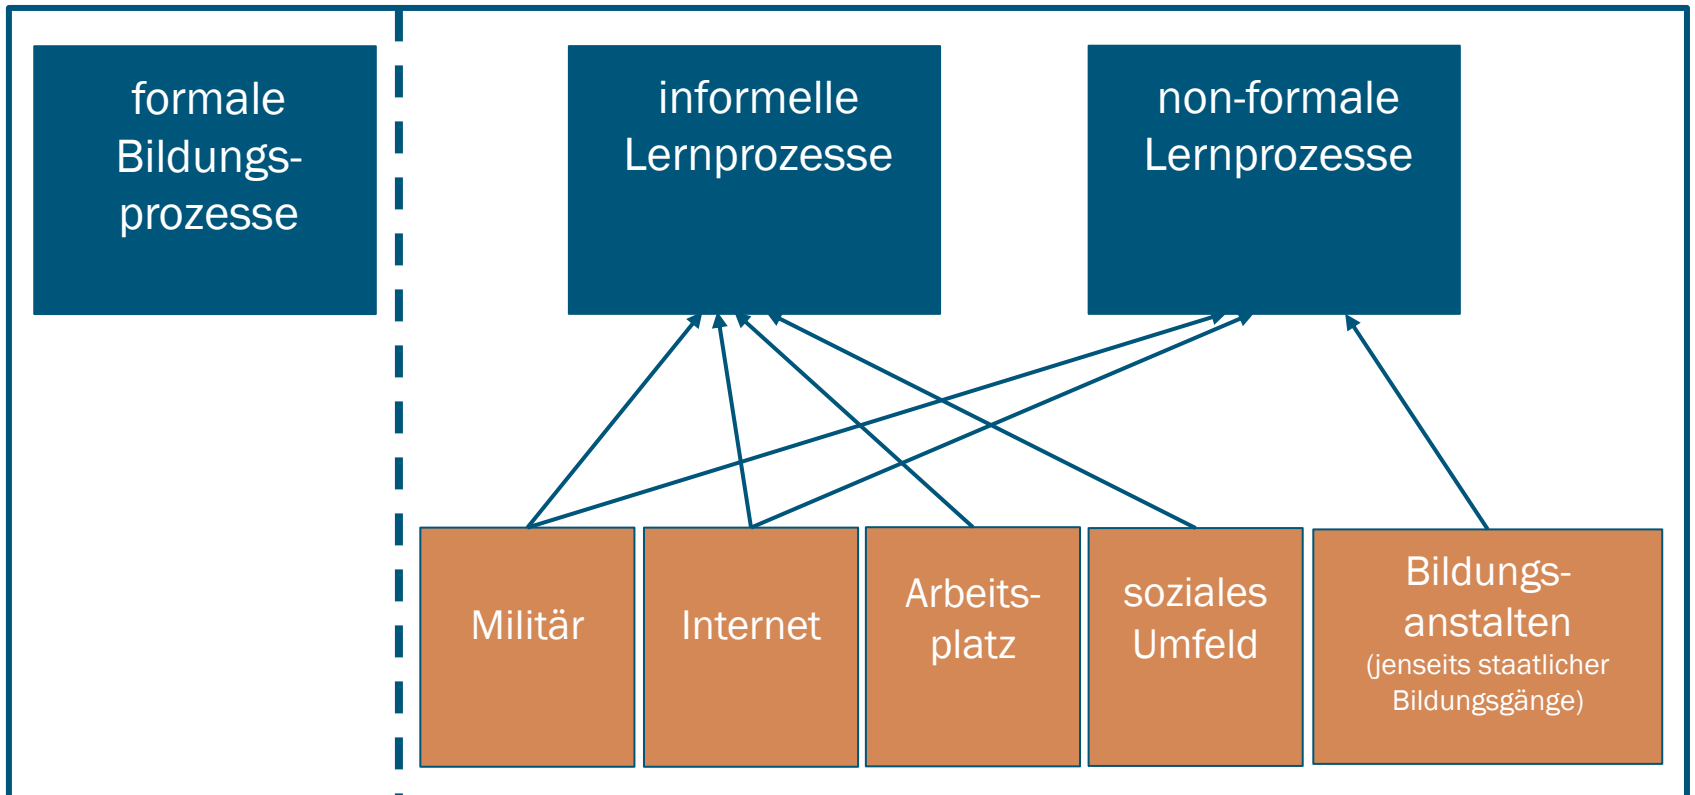 formale
Bildungs-
prozesse
informelle
Lernprozesse
non-formale
Lernprozesse
Militär
Internet
Arbeits-
platz
soziales
Umfeld
Bildungs-
anstalten
(jenseits staatlicher
Bildungsgänge)